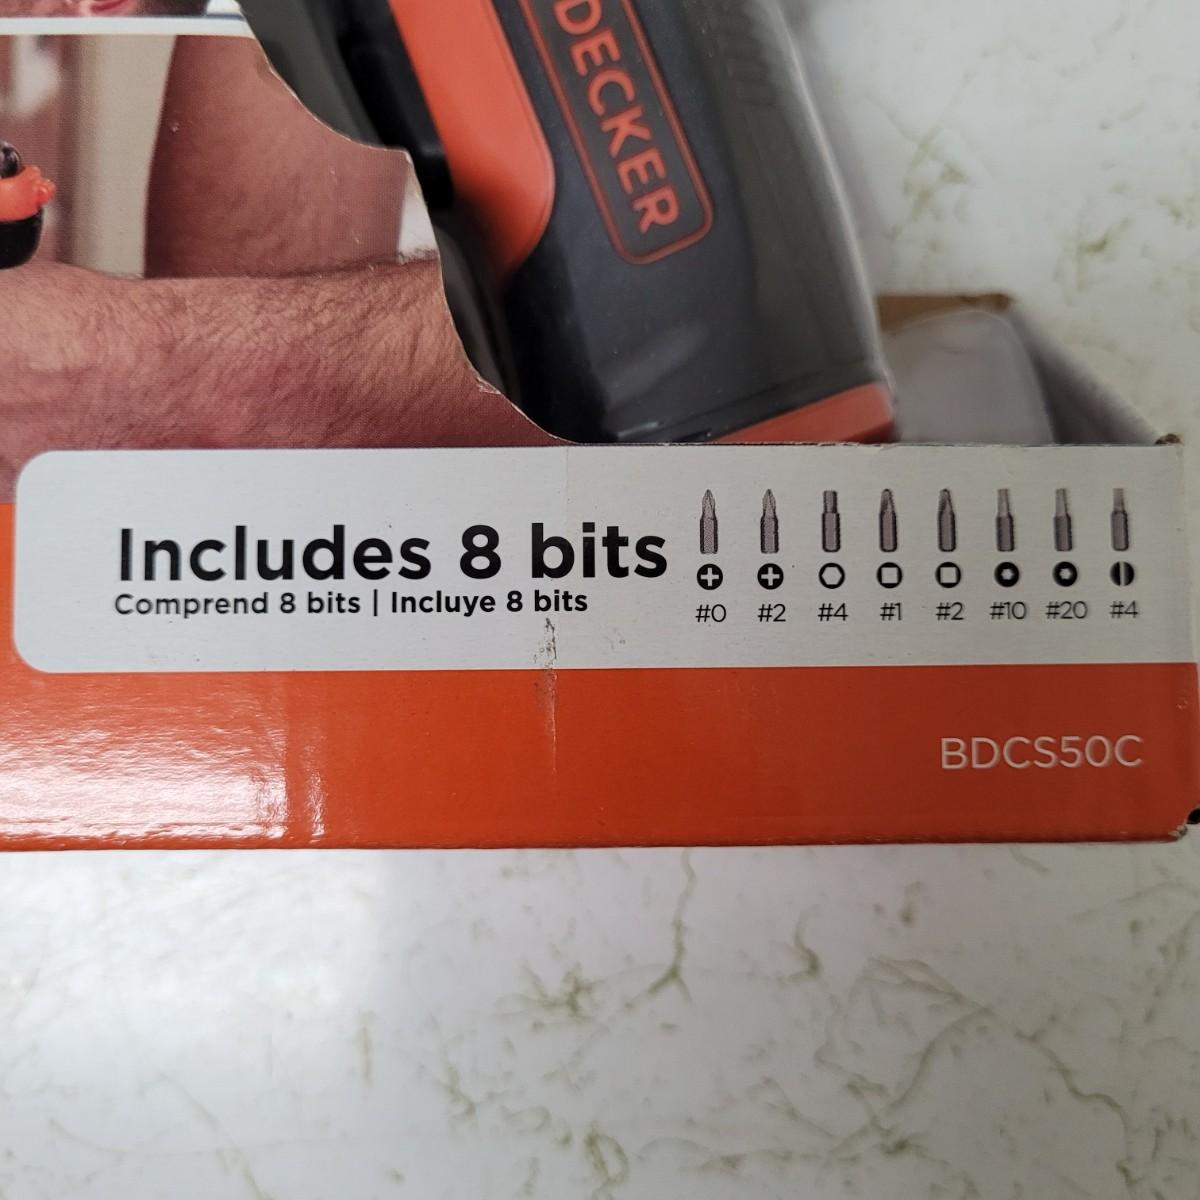 DECKER
Includes 8 bits
Comprend 8 bits | Incluye 8 bits
#0 #2 #4 #1 #2 #10 #20 #4
BDCS50C